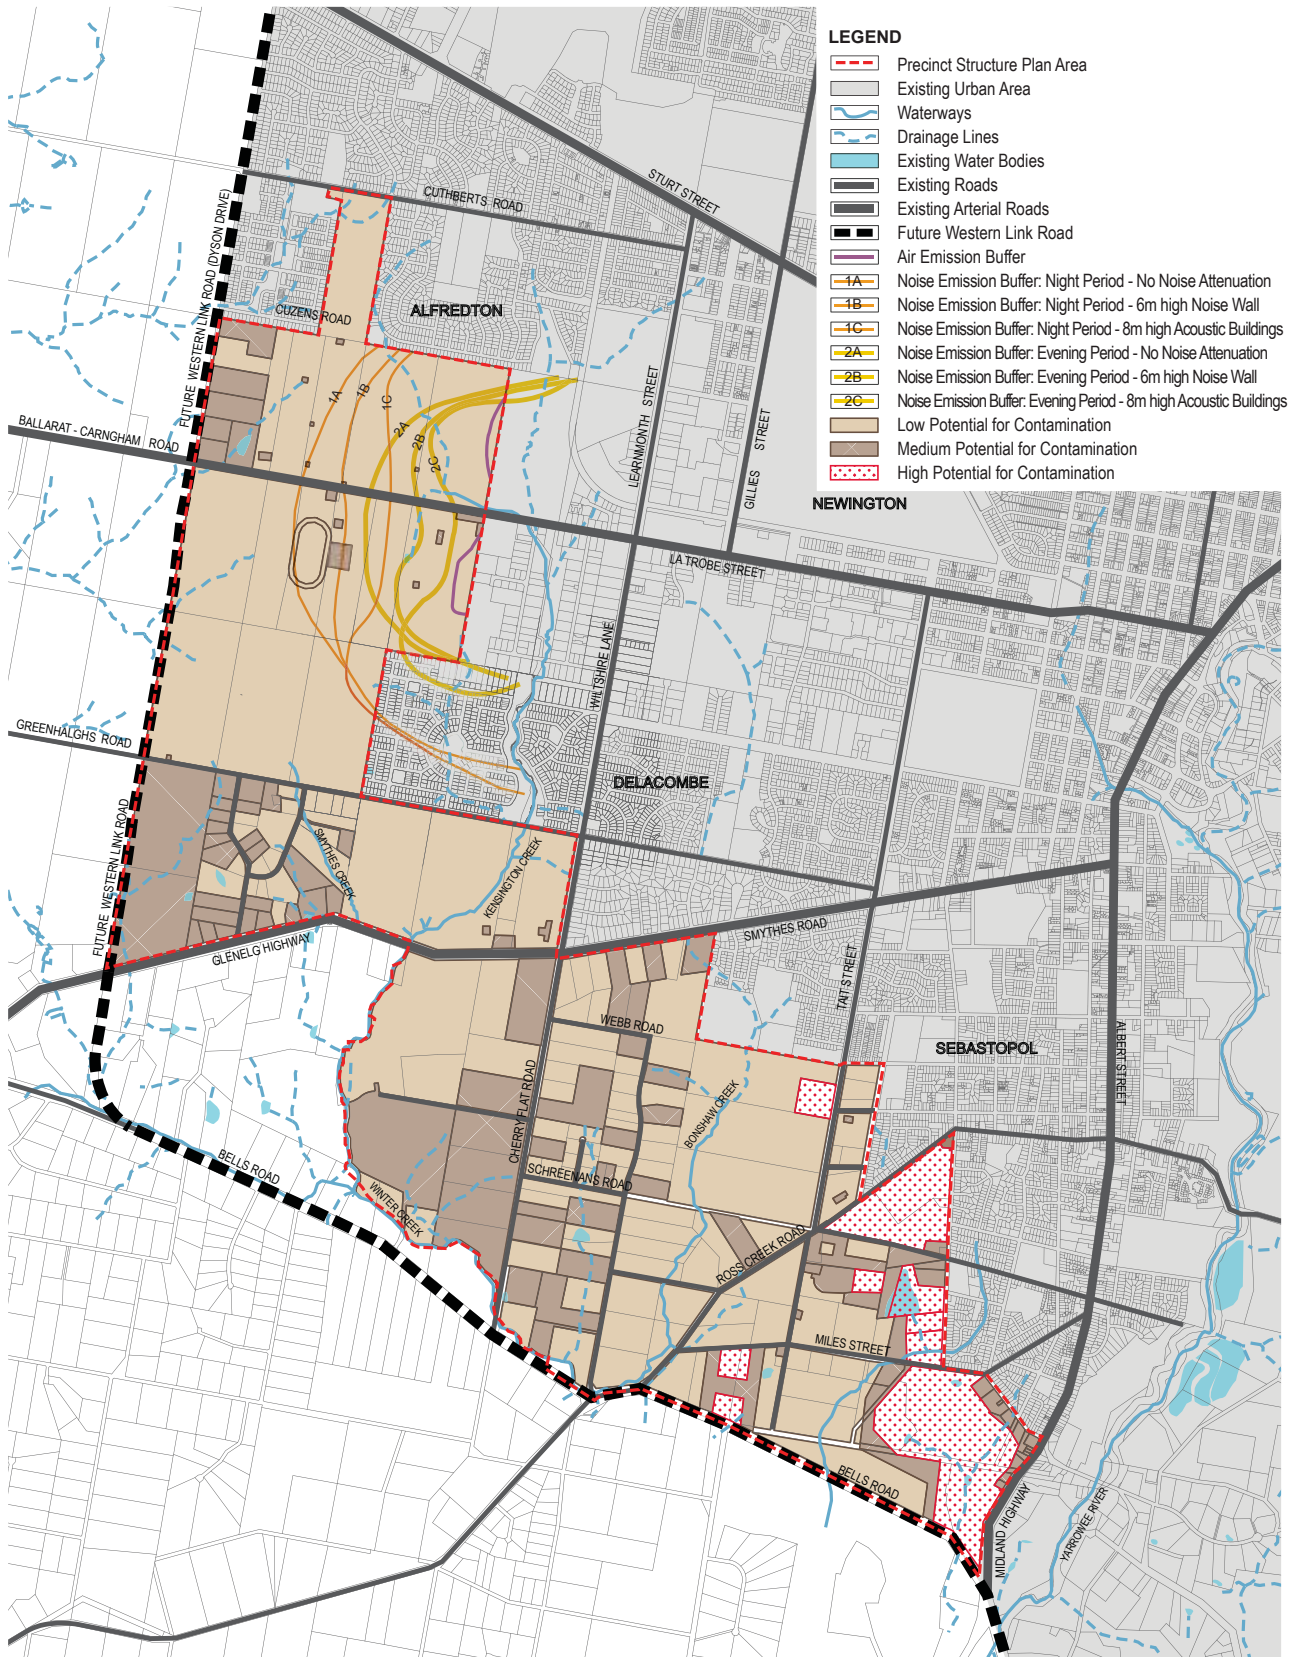 LEGEND
Precinct Structure Plan Area
Existing Urban Area
Waterways
Drainage Lines
Existing Water Bodies
Existing Roads
Existing Arterial Roads
Future Western Link Road
Air Emission Buffer
1A Noise Emission Buffer: Night Period - No Noise Attenuation
1B Noise Emission Buffer: Night Period - 6m high Noise Wall
1C Noise Emission Buffer: Night Period - 8m high Acoustic Buildings
2A Noise Emission Buffer: Evening Period - No Noise Attenuation
2B Noise Emission Buffer: Evening Period - 6m high Noise Wall
2C Noise Emission Buffer: Evening Period - 8m high Acoustic Buildings
Low Potential for Contamination
Medium Potential for Contamination
High Potential for Contamination
STURT STREET
CUTHBERTS ROAD
FUTURE WESTERN LINK ROAD (DYSON DRIVE)
ALFREDTON
CUZENS ROAD
LEARNMONTH STREET
GILLIES STREET
1A
1B
1C
2A
2B
2C
BALLARAT - CARNGHAM ROAD
NEWINGTON
LA TROBE STREET
WILTSHIRE LANE
GREENHALGHS ROAD
DELACOMBE
FUTURE WESTERN LINK ROAD
SMYTHES CREEK
KENSINGTON CREEK
GLENELG HIGHWAY
SMYTHES ROAD
TAIT STREET
WEBB ROAD
SEBASTOPOL
ALBERT STREET
CHERRY FLAT ROAD
BONSHAW CREEK
BELLS ROAD
WINTER CREEK
SCHREENANS ROAD
ROSS CREEK ROAD
MILES STREET
BELLS ROAD
MIDLAND HIGHWAY
YARROWEE RIVER